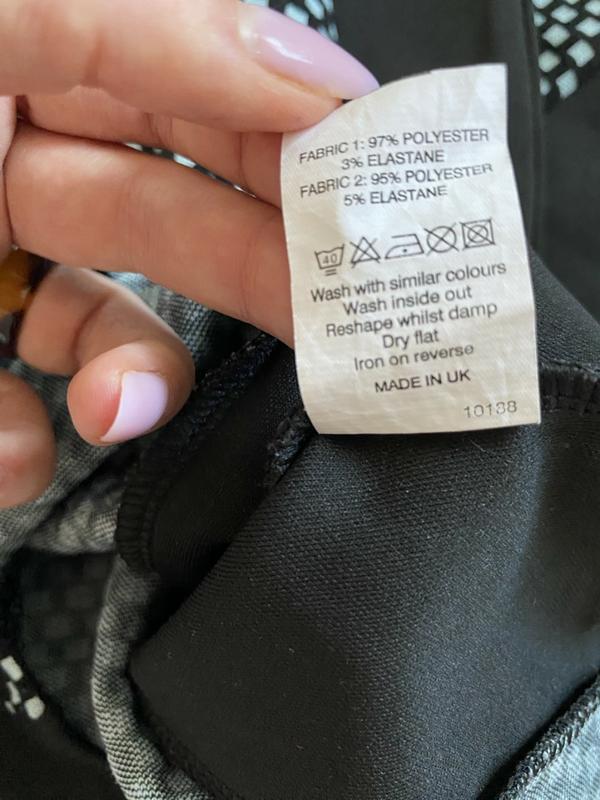 FABRIC 1: 97% POLYESTER
3% ELASTANE
FABRIC 2: 95% POLYESTER
5% ELASTANE
40
Wash with similar colours
Wash inside out
Reshape whilst damp
Dry flat
Iron on reverse
MADE IN UK
10188